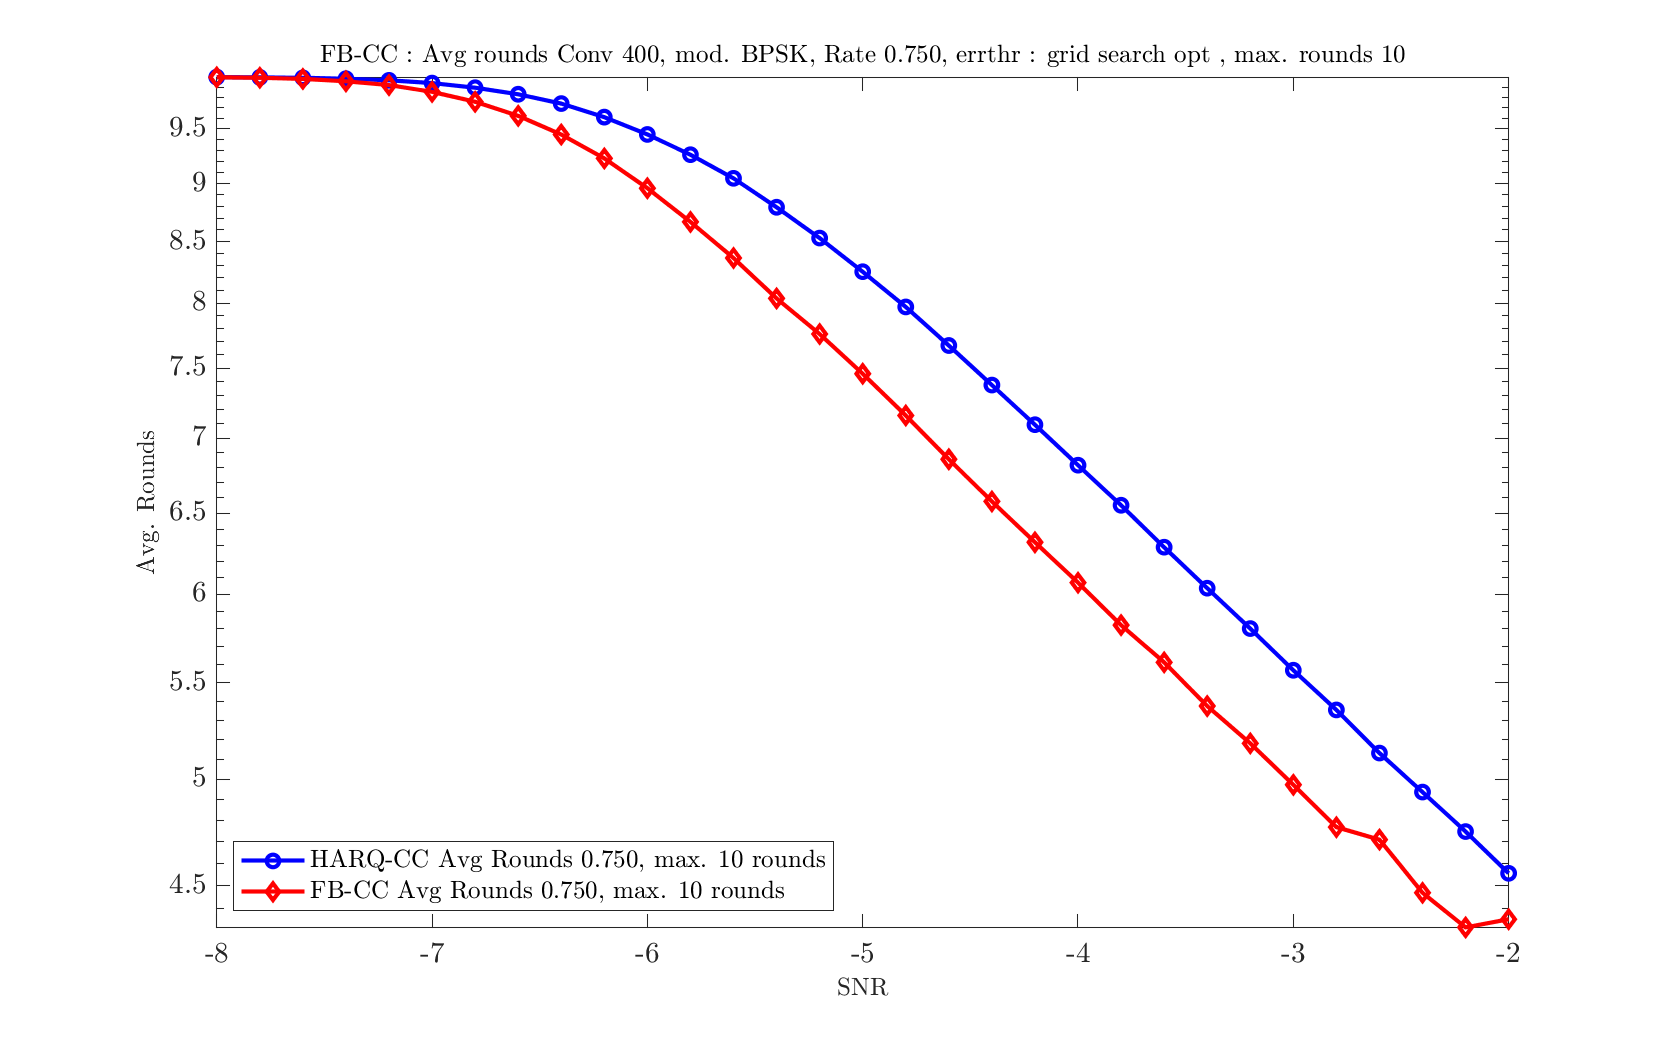 FB-CC : Avg rounds Conv 400, mod. BPSK, Rate 0.750, errthr : grid search opt , max. rounds 10
9.5
9
8.5
8
7.5
7
6.5
6
5.5
5
4.5
Avg. Rounds
HARQ-CC Avg Rounds 0.750, max. 10 rounds
FB-CC Avg Rounds 0.750, max. 10 rounds
-8 -7 -6 -5 -4 -3 -2
SNR